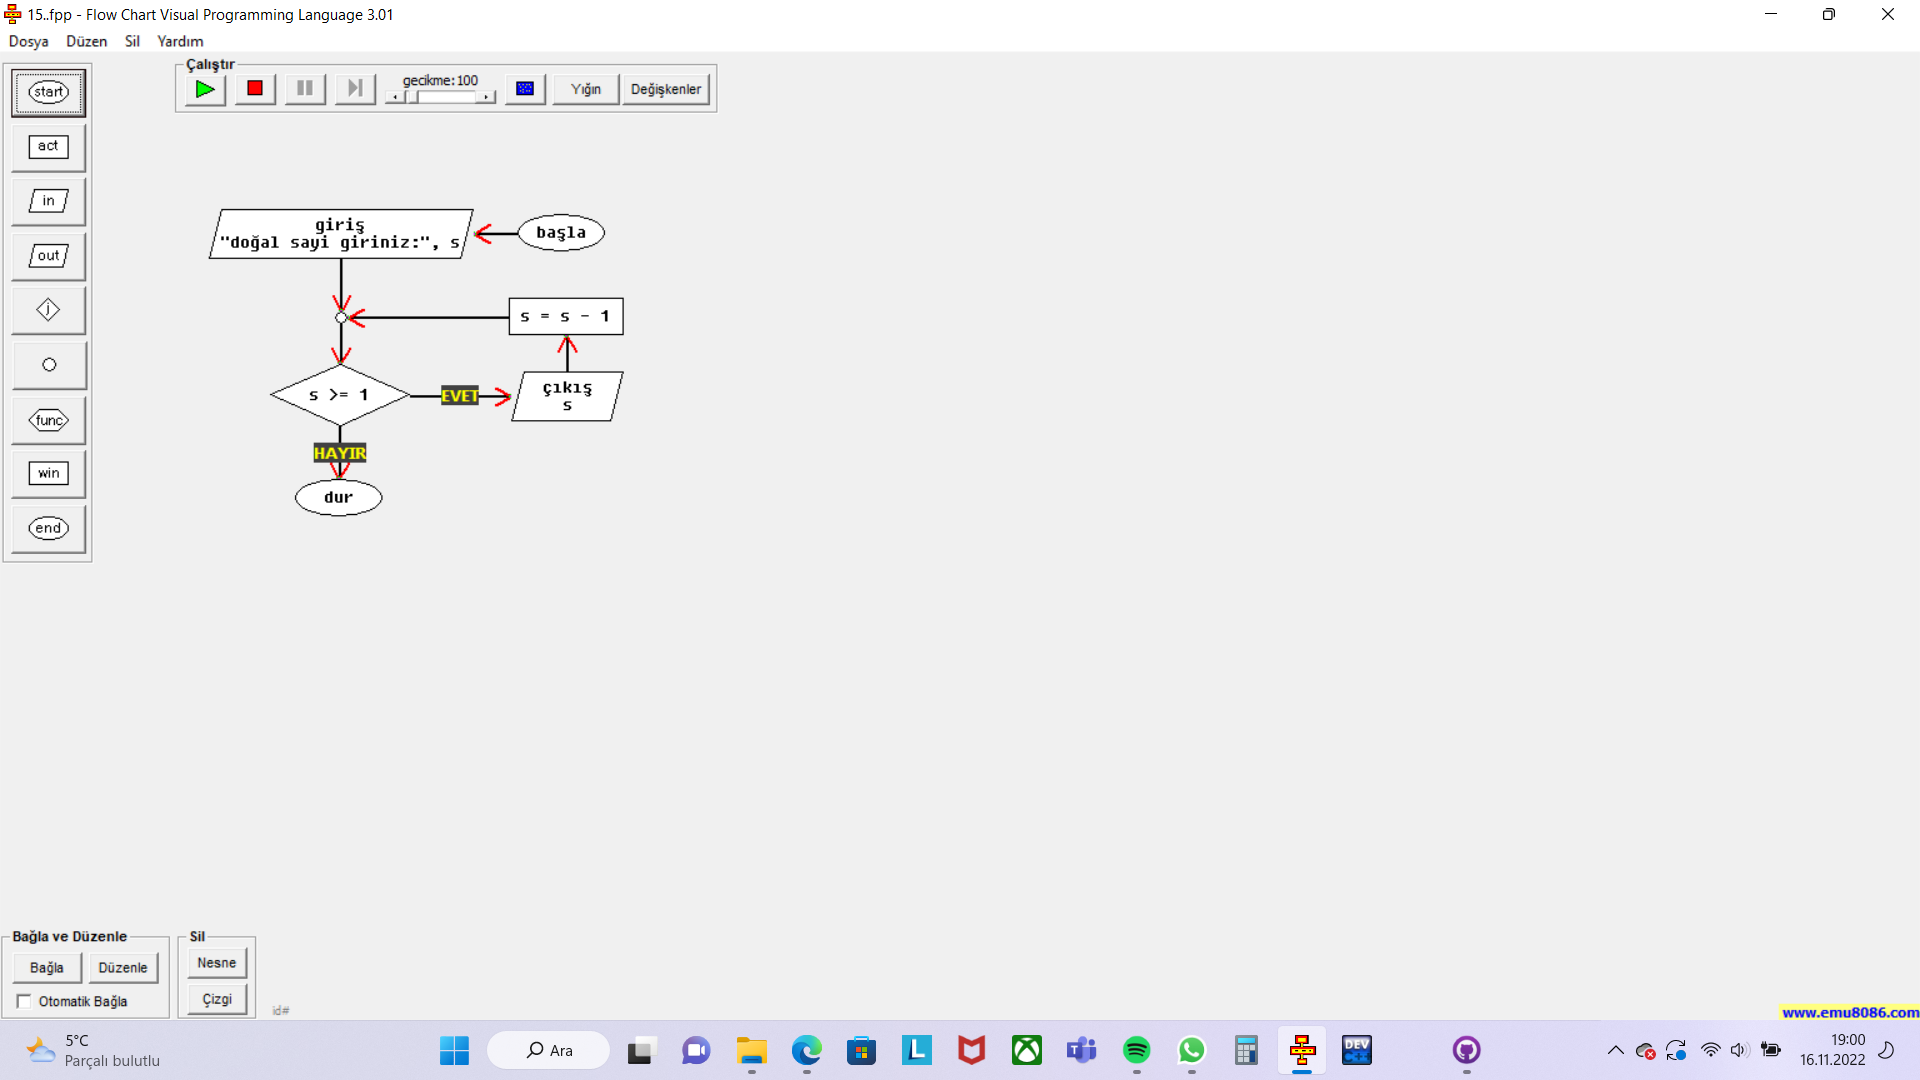 15..fpp - Flow Chart Visual Programming Language 3.01
Dosya Düzen Sil Yardım
Çalıştır
gecikme:100
Yığın
Değişkenler
start
act
in
out
j
func
win
end
giriş
"doğal sayi giriniz:", s
başla
s = s - 1
s >= 1
EVET
çıkış
s
HAYIR
dur
Bağla ve Düzenle
Bağla
Düzenle
Otomatik Bağla
Sil
Nesne
Çizgi
id#
www.emu8086.com
5°C
Parçalı bulutlu
Ara
L
DEV
C++
19:00
16.11.2022